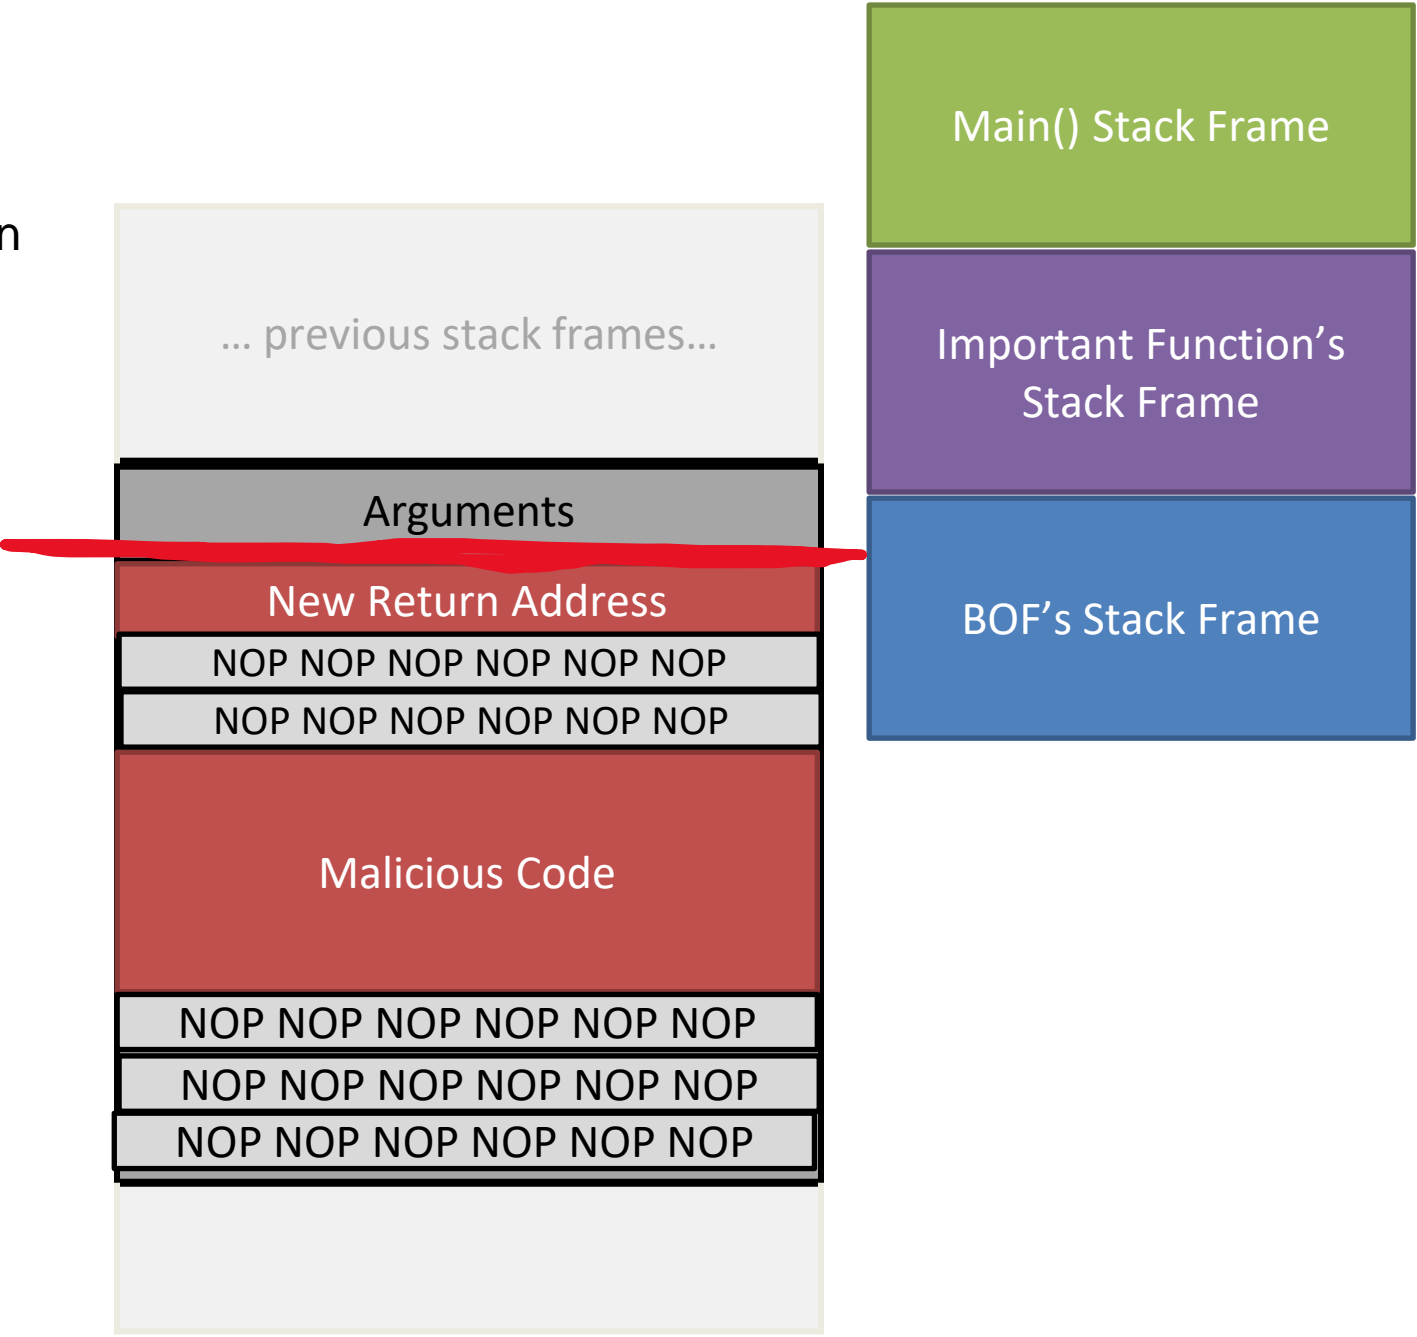 n
... previous stack frames...
Arguments
New Return Address
NOP NOP NOP NOP NOP NOP
NOP NOP NOP NOP NOP NOP
Malicious Code
NOP NOP NOP NOP NOP NOP
NOP NOP NOP NOP NOP NOP
NOP NOP NOP NOP NOP NOP
Main() Stack Frame
Important Function’s
Stack Frame
BOF’s Stack Frame